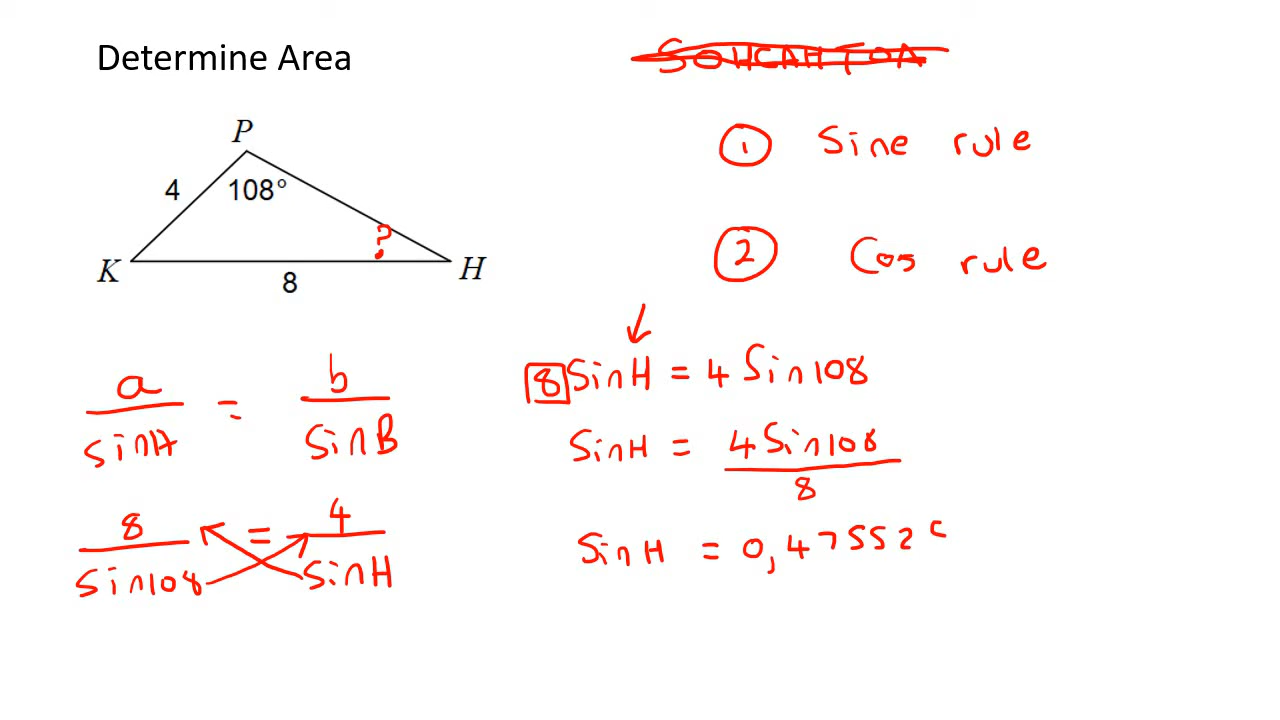 Determine Area
SOHCAHTOA
P
4
108°
?
K
8
H
① Sine rule
② Cos rule
a/sinA = b/sinB
8/sin108 = 4/sinH
8 sinH = 4 Sin108
sinH = 4 Sin108/8
sinH = 0,47552